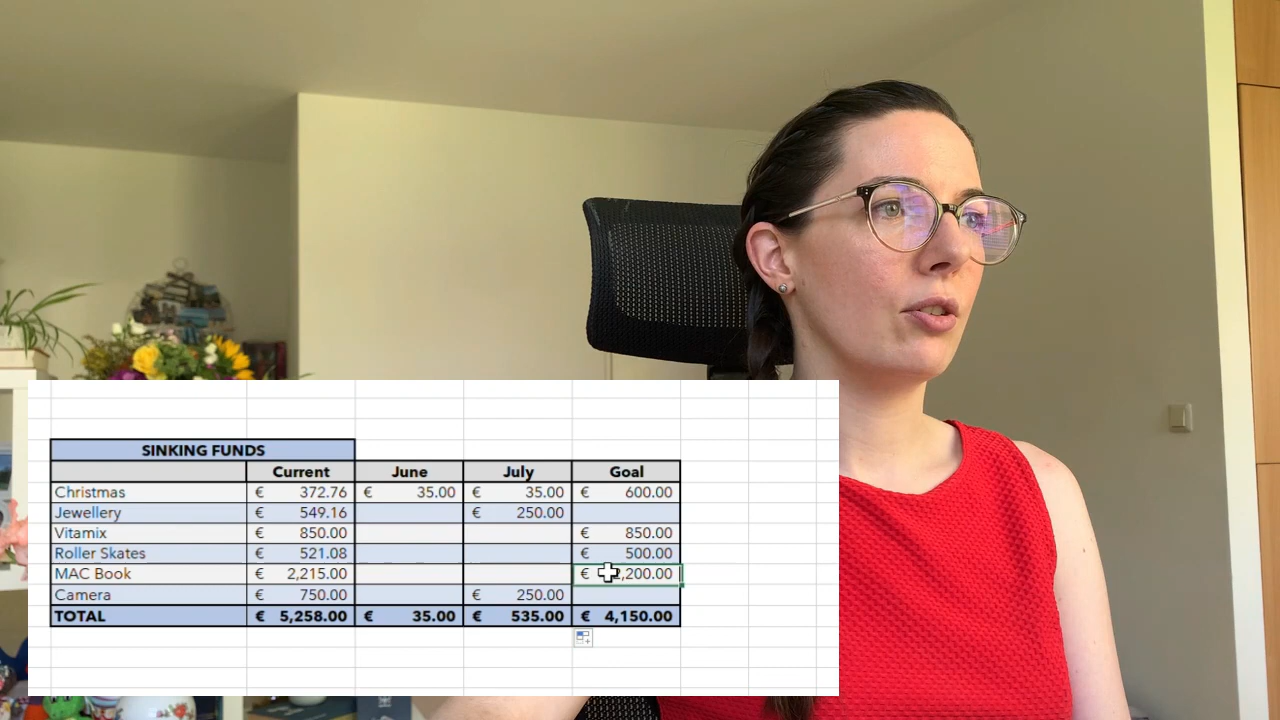 SINKING FUNDS
Current June July Goal
Christmas € 372.76 € 35.00 € 35.00 € 600.00
Jewellery € 549.16 € 250.00
Vitamix € 850.00 € 850.00
Roller Skates € 521.08 € 500.00
MAC Book € 2,215.00 € ,200.00
Camera € 750.00 € 250.00
TOTAL € 5,258.00 € 35.00 € 535.00 € 4,150.00